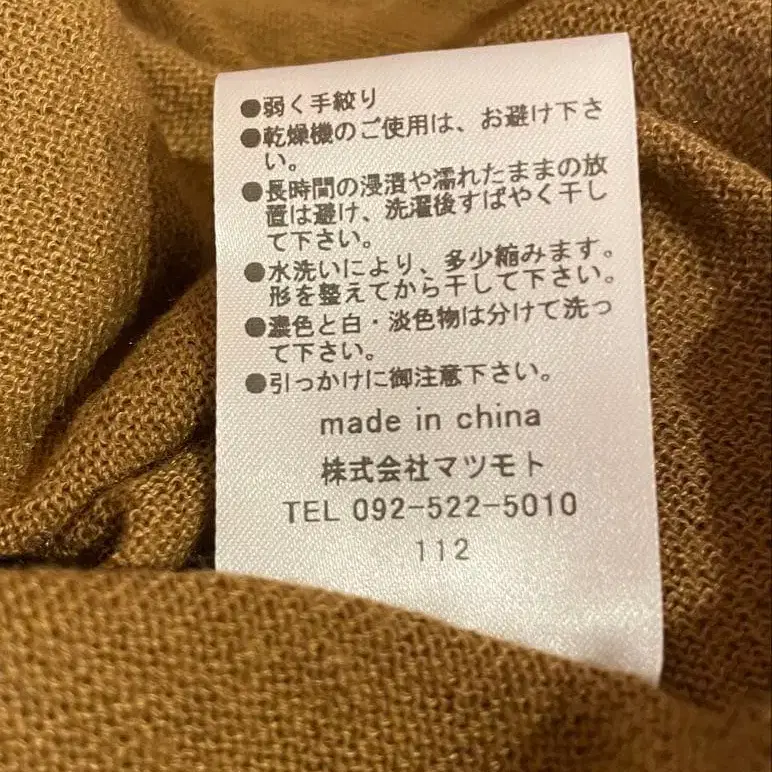 ●弱く手絞り
●乾燥機のご使用は、お避け下さ
い。
●長時間の浸漬や濡れたままの放
置は避け、洗濯後すばやく干し
て下さい。
●水洗いにより、多少縮みます。
形を整えてから干して下さい。
●濃色と白・淡色物は分けて洗っ
て下さい。
●引っかけに御注意下さい。
made in china
株式会社マツモト
TEL 092-522-5010
112